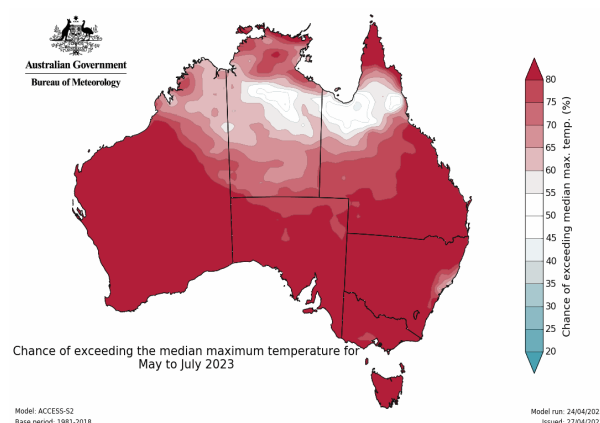 Australian Government
Bureau of Meteorology
80
75
70
65
60
55
50
45
40
35
30
25
20
Chance of exceeding median max. temp. (%)
Chance of exceeding the median maximum temperature for
May to July 2023
Model: ACCESS-S2
Model run: 24/04/202
Base period: 1981-2018
Issued: 27/04/202